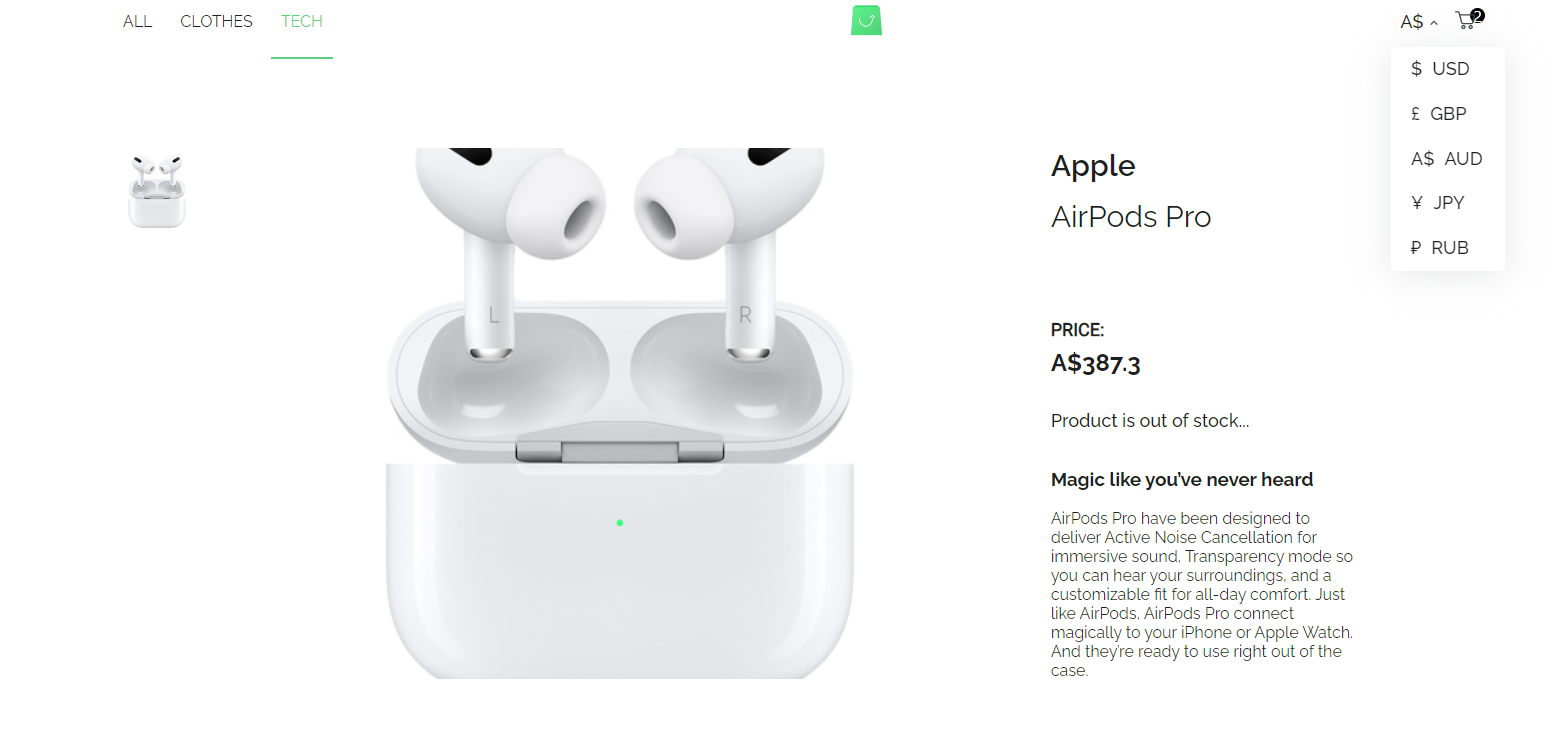 ALL CLOTHES TECH
A$ 2
$ USD
£ GBP
A$ AUD
¥ JPY
₽ RUB
L R
Apple
AirPods Pro
PRICE:
A$387.3
Product is out of stock...
Magic like you’ve never heard
AirPods Pro have been designed to
deliver Active Noise Cancellation for
immersive sound, Transparency mode so
you can hear your surroundings, and a
customizable fit for all-day comfort. Just
like AirPods, AirPods Pro connect
magically to your iPhone or Apple Watch.
And they’re ready to use right out of the
case.